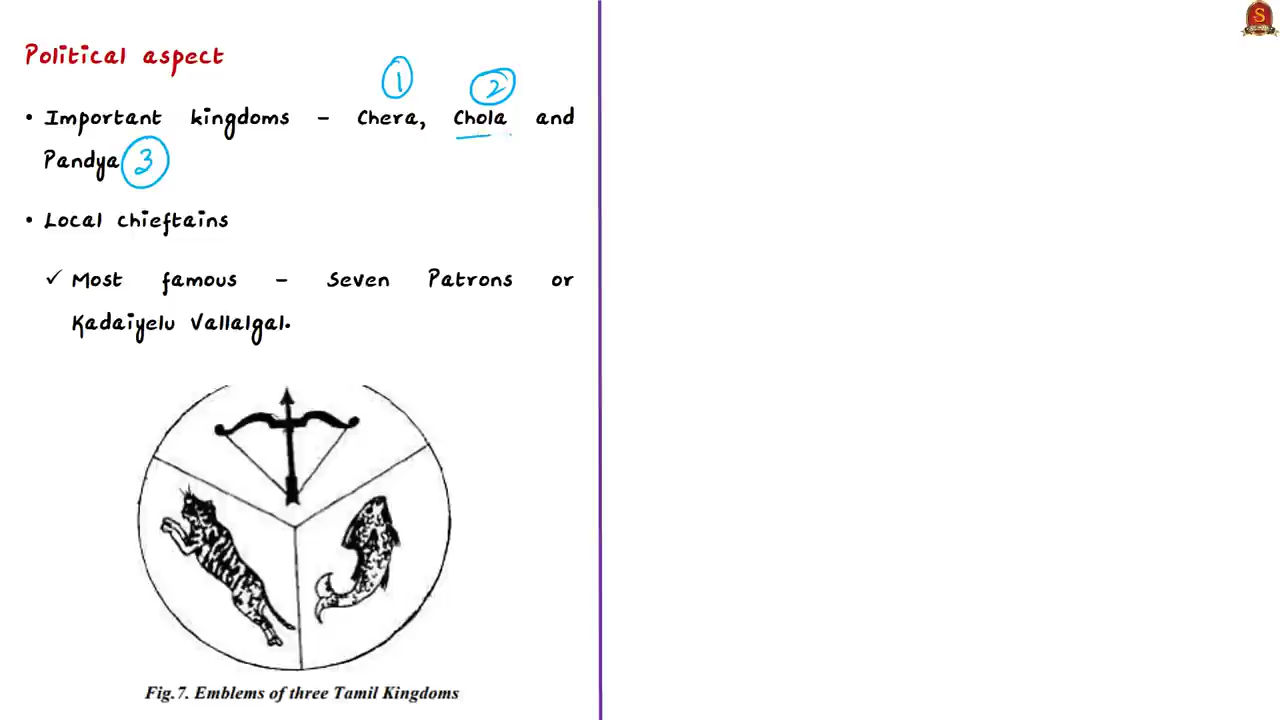 Political aspect
1 2
• Important kingdoms – Chera, Chola and
Pandya 3
• Local chieftains
✓ Most famous – Seven Patrons or
Kadaiyelu Vallalgal.
Fig.7. Emblems of three Tamil Kingdoms
S